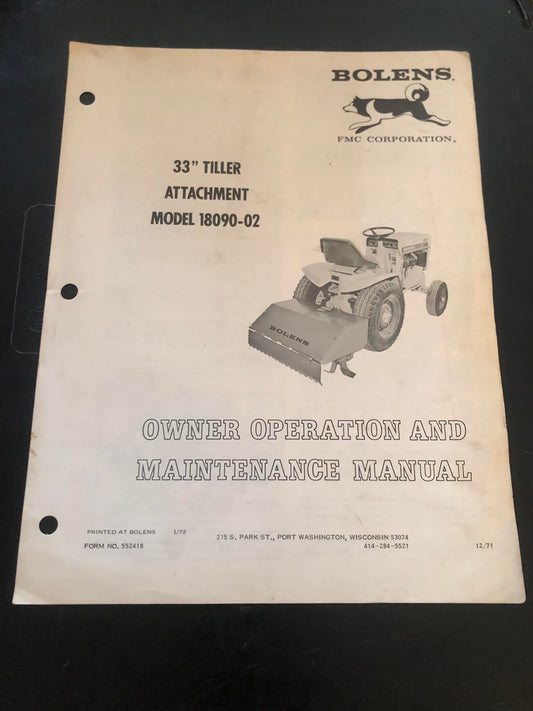 BOLENS®
FMC CORPORATION®
33” TILLER
ATTACHMENT
MODEL 18090-02
BOLENS
OWNER OPERATION AND
MAINTENANCE MANUAL
PRINTED AT BOLENS 1/72
215 S. PARK ST., PORT WASHINGTON, WISCONSIN 53074
FORM NO. 552418
414-284-5521
12/71